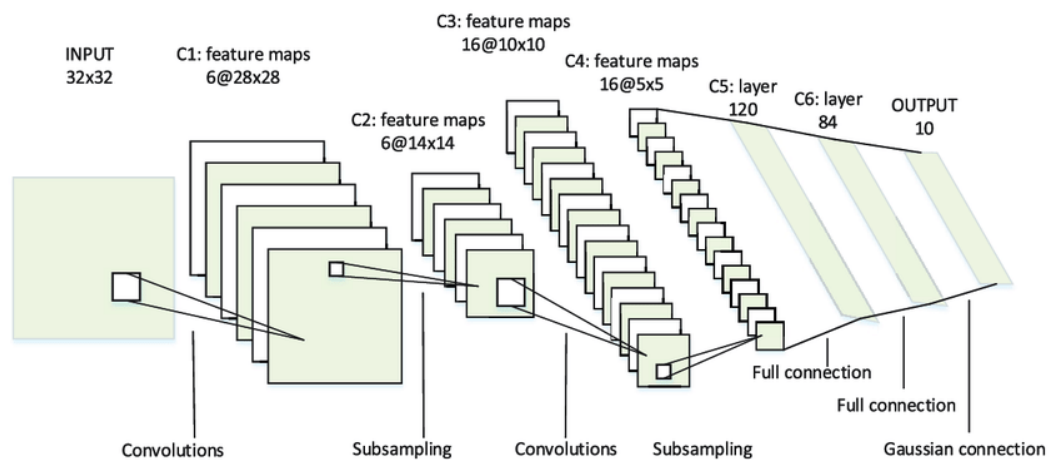 INPUT
32x32
C1: feature maps
6@28x28
C2: feature maps
6@14x14
C3: feature maps
16@10x10
C4: feature maps
16@5x5
C5: layer
120
C6: layer
84
OUTPUT
10
Convolutions
Subsampling
Convolutions
Subsampling
Full connection
Full connection
Gaussian connection